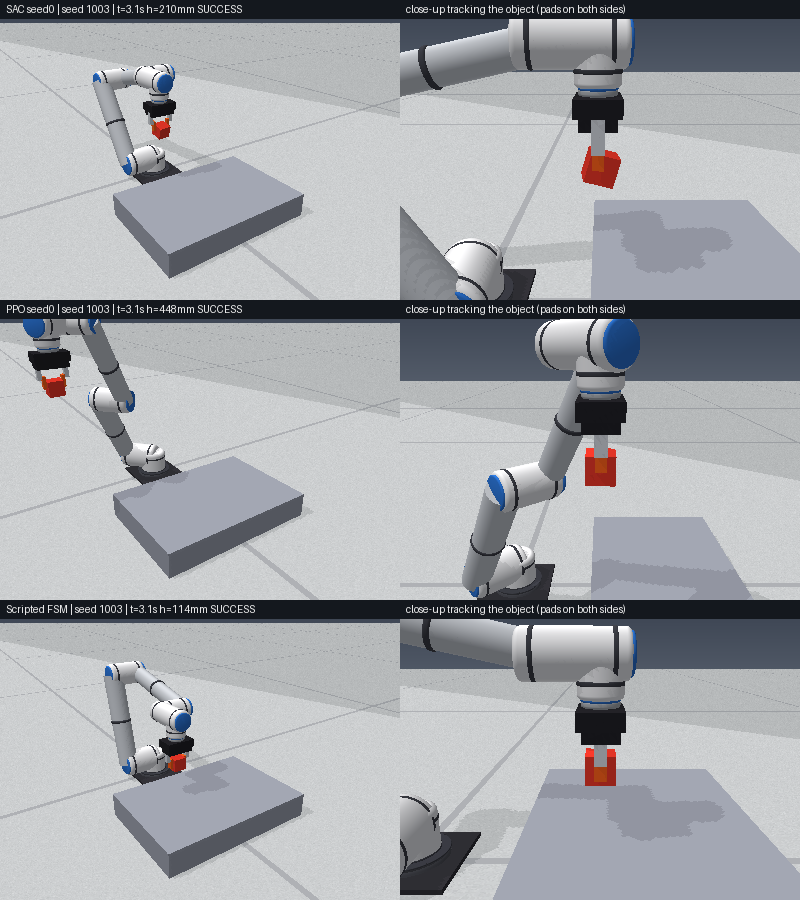 SAC seed0 | seed 1003 | t=3.1s h=210mm SUCCESS
close-up tracking the object (pads on both sides)
PPO seed0 | seed 1003 | t=3.1s h=448mm SUCCESS
close-up tracking the object (pads on both sides)
Scripted FSM | seed 1003 | t=3.1s h=114mm SUCCESS
close-up tracking the object (pads on both sides)